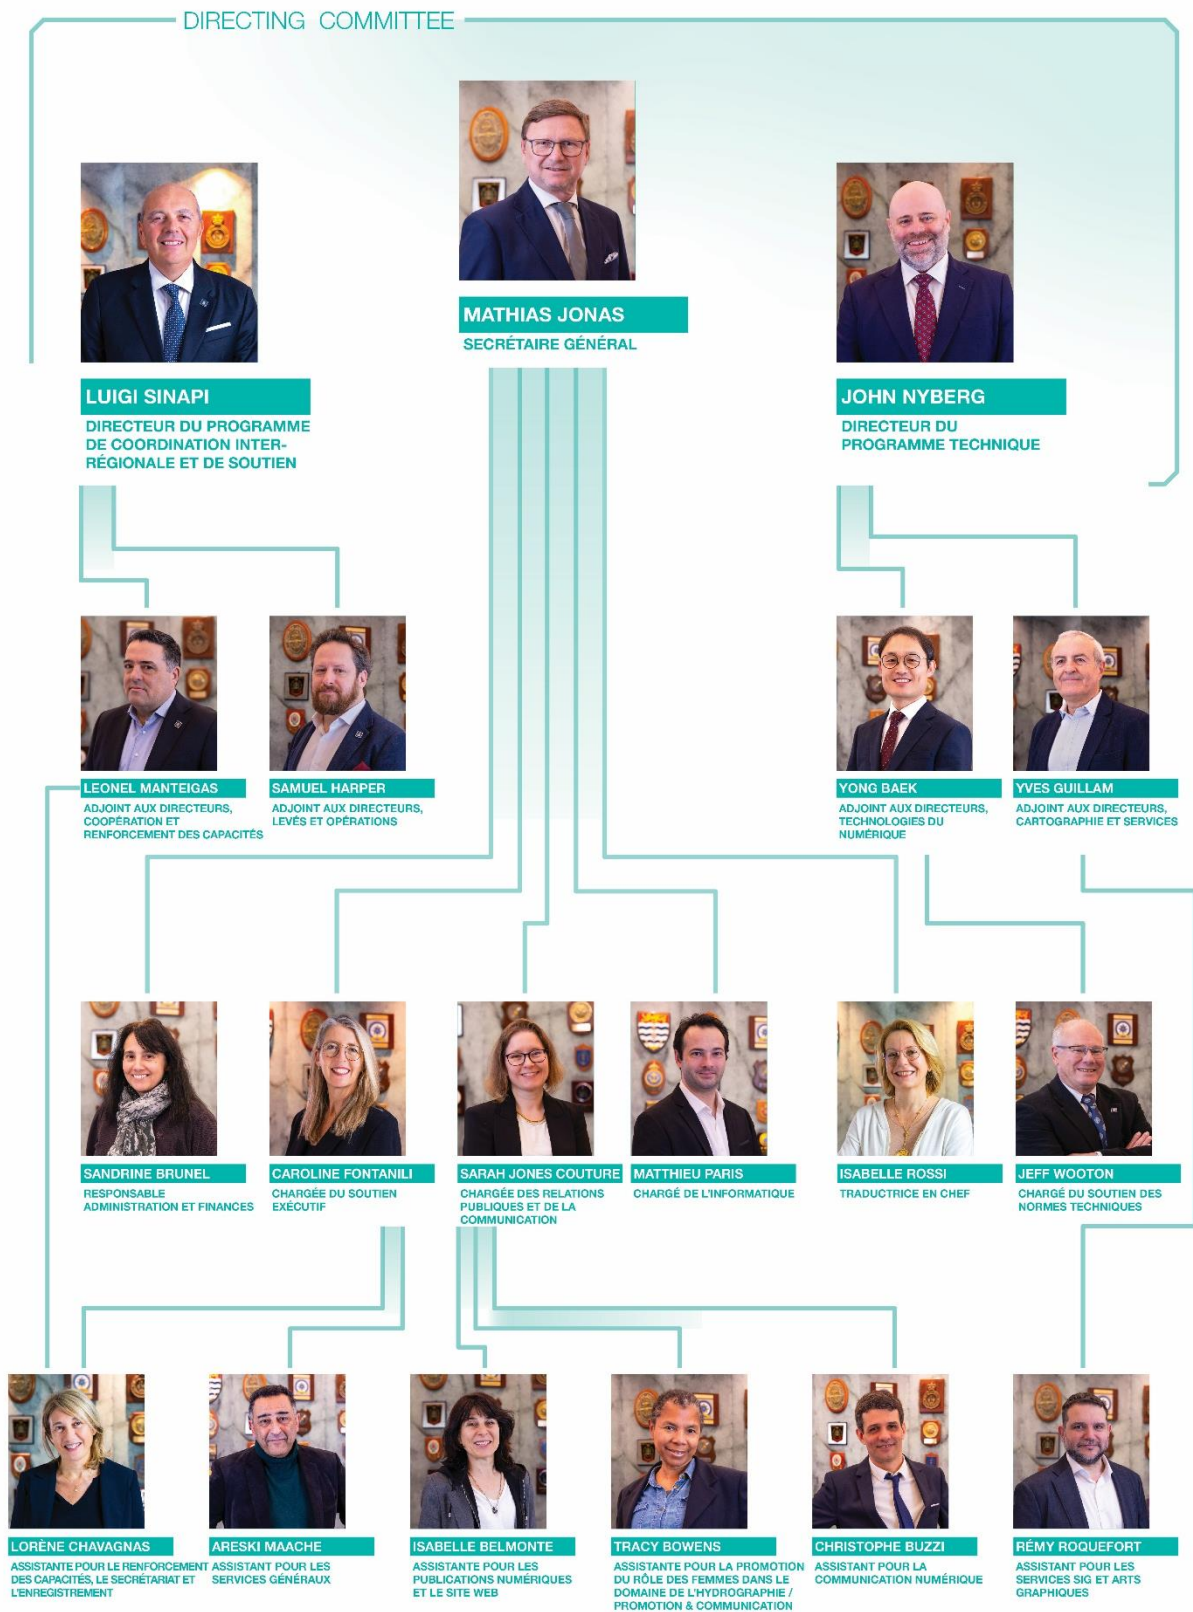 DIRECTING COMMITTEE
MATHIAS JONAS
SECRÉTAIRE GÉNÉRAL
LUIGI SINAPI
DIRECTEUR DU PROGRAMME
DE COORDINATION INTER-
RÉGIONALE ET DE SOUTIEN
JOHN NYBERG
DIRECTEUR DU
PROGRAMME TECHNIQUE
LEONEL MANTEIGAS
ADJOINT AUX DIRECTEURS,
COOPÉRATION ET
RENFORCEMENT DES CAPACITÉS
SAMUEL HARPER
ADJOINT AUX DIRECTEURS,
LEVÉS ET OPÉRATIONS
YONG BAEK
ADJOINT AUX DIRECTEURS,
TECHNOLOGIES DU
NUMÉRIQUE
YVES GUILLAM
ADJOINT AUX DIRECTEURS,
CARTOGRAPHIE ET SERVICES
SANDRINE BRUNEL
RESPONSABLE
ADMINISTRATION ET FINANCES
CAROLINE FONTANILI
CHARGÉE DU SOUTIEN
EXÉCUTIF
SARAH JONES COUTURE
CHARGÉE DES RELATIONS
PUBLIQUES ET DE LA
COMMUNICATION
MATTHIEU PARIS
CHARGÉ DE L'INFORMATIQUE
ISABELLE ROSSI
TRADUCTRICE EN CHEF
JEFF WOOTON
CHARGÉ DU SOUTIEN DES
NORMES TECHNIQUES
LORÈNE CHAVAGNAS
ASSISTANTE POUR LE RENFORCEMENT
DES CAPACITÉS, LE SECRÉTARIAT ET
L'ENREGISTREMENT
ARESKI MAACHE
ASSISTANT POUR LES
SERVICES GÉNÉRAUX
ISABELLE BELMONTE
ASSISTANTE POUR LES
PUBLICATIONS NUMÉRIQUES
ET LE SITE WEB
TRACY BOWENS
ASSISTANTE POUR LA PROMOTION
DU RÔLE DES FEMMES DANS LE
DOMAINE DE L'HYDROGRAPHIE /
PROMOTION & COMMUNICATION
CHRISTOPHE BUZZI
ASSISTANT POUR LA
COMMUNICATION NUMÉRIQUE
RÉMY ROQUEFORT
ASSISTANT POUR LES
SERVICES SIG ET ARTS
GRAPHIQUES